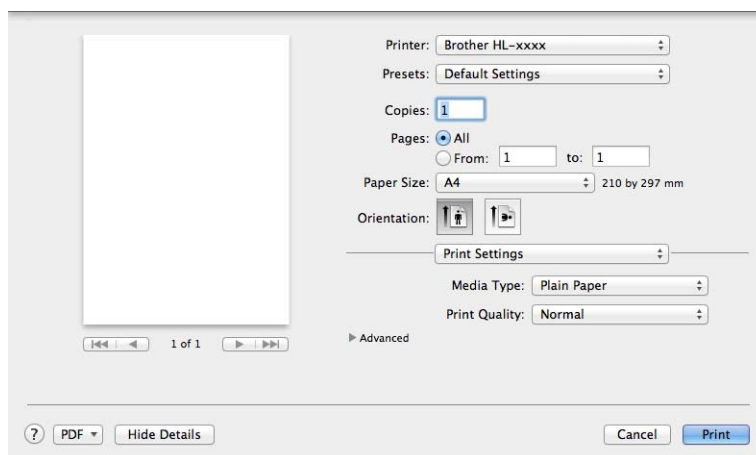 Printer: Brother HL-xxxx
Presets: Default Settings
Copies: 1
Pages: All
From: 1 to: 1
Paper Size: A4 210 by 297 mm
Orientation:
Print Settings
Media Type: Plain Paper
Print Quality: Normal
Advanced
1 of 1
? PDF Hide Details Cancel Print